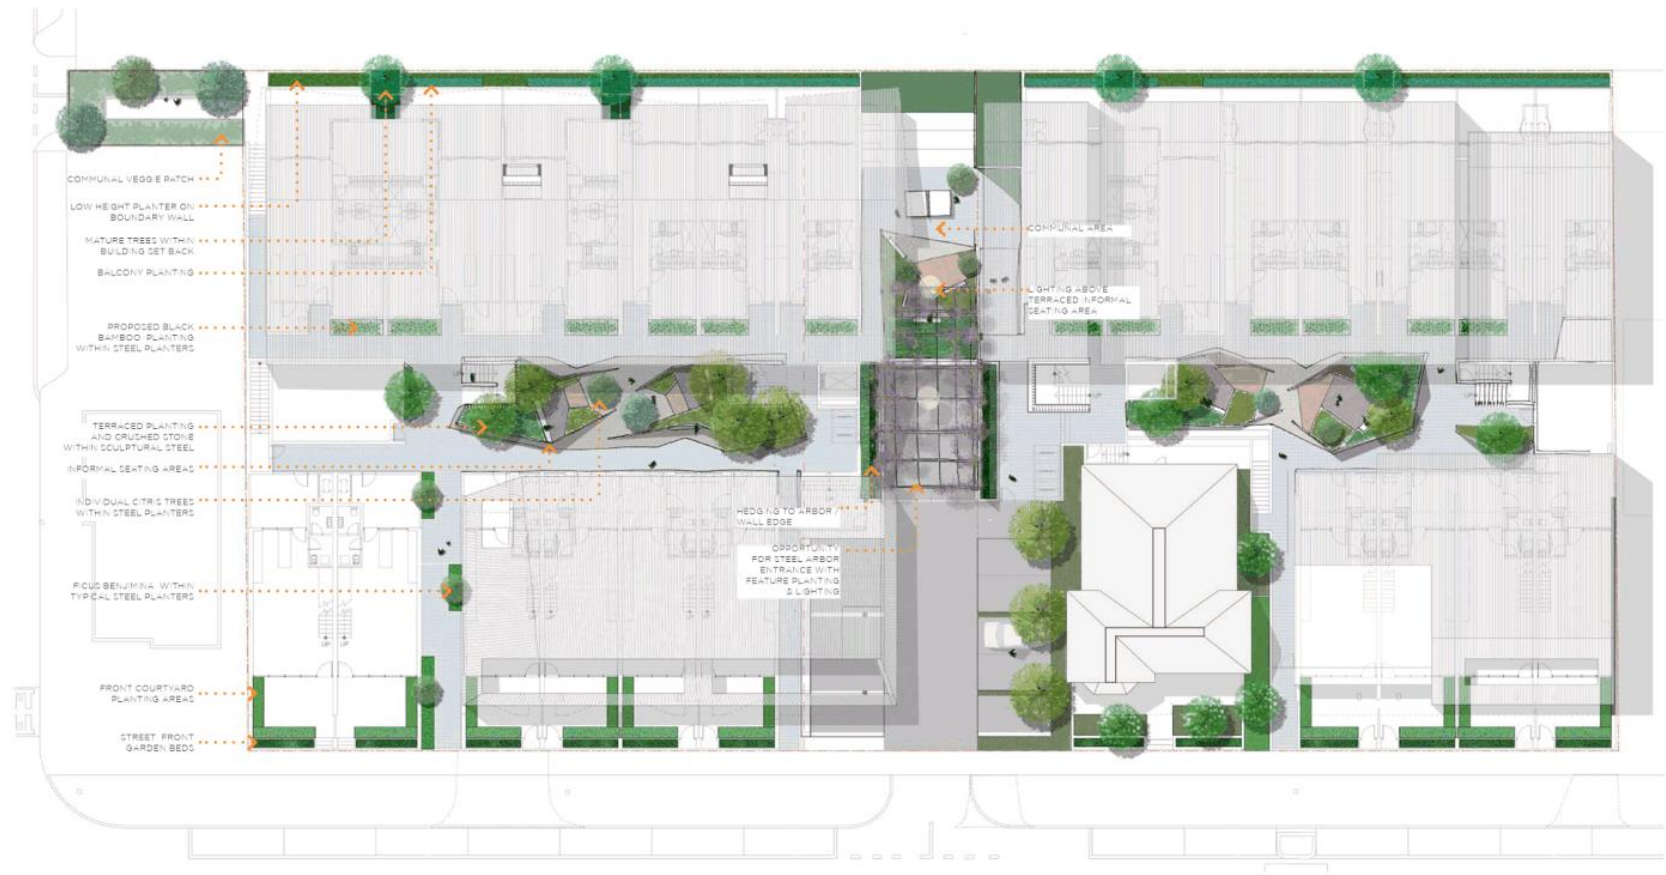 COMMUNAL VEGGIE PATCH
LOW HEIGHT PLANTER ON
BOUNDARY WALL
MATURE TREES WITHIN
BUILDING SET BACK
BALCONY PLANTING
PROPOSED BLACK
BAMBOO PLANTING
WITHIN STEEL PLANTERS
TERRACED PLANTING
AND CRUSHED STONE
WITHIN SCULPTURAL STEEL
INFORMAL SEATING AREAS
INDIVIDUAL CITRIS TREES
WITHIN STEEL PLANTERS
FICUS BENJIMINA WITHIN
TYPICAL STEEL PLANTERS
FRONT COURTYARD
PLANTING AREAS
STREET FRONT
GARDEN BEDS
HEDGING TO ARBOR /
WALL EDGE
OPPORTUNITY
FOR STEEL ARBOR
ENTRANCE WITH
FEATURE PLANTING
& LIGHTING
COMMUNAL AREA
LIGHTING ABOVE
TERRACED INFORMAL
SEATING AREA